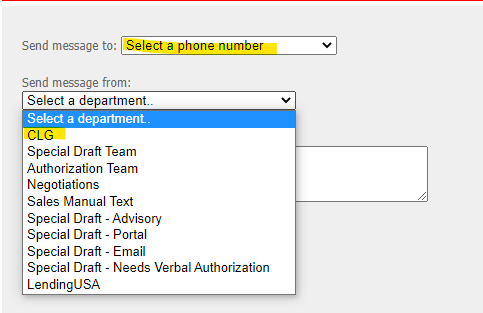 Send message to: Select a phone number
Send message from:
Select a department..
Select a department..
CLG
Special Draft Team
Authorization Team
Negotiations
Sales Manual Text
Special Draft - Advisory
Special Draft - Portal
Special Draft - Email
Special Draft - Needs Verbal Authorization
LendingUSA